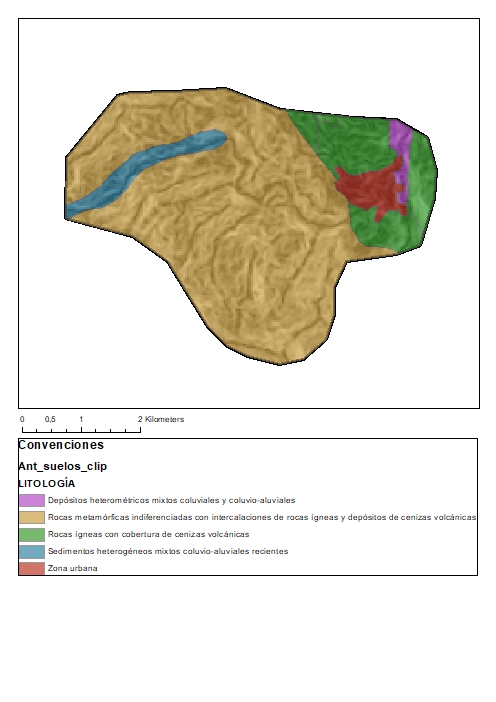 0 0,5 1 2 Kilometers
Convenciones
Ant_suelos_clip
LITOLOGÍA
Depósitos heterométricos mixtos coluviales y coluvio-aluviales
Rocas metamórficas indiferenciadas con intercalaciones de rocas ígneas y depósitos de cenizas volcánicas
Rocas ígneas con cobertura de cenizas volcánicas
Sedimentos heterogéneos mixtos coluvio-aluviales recientes
Zona urbana